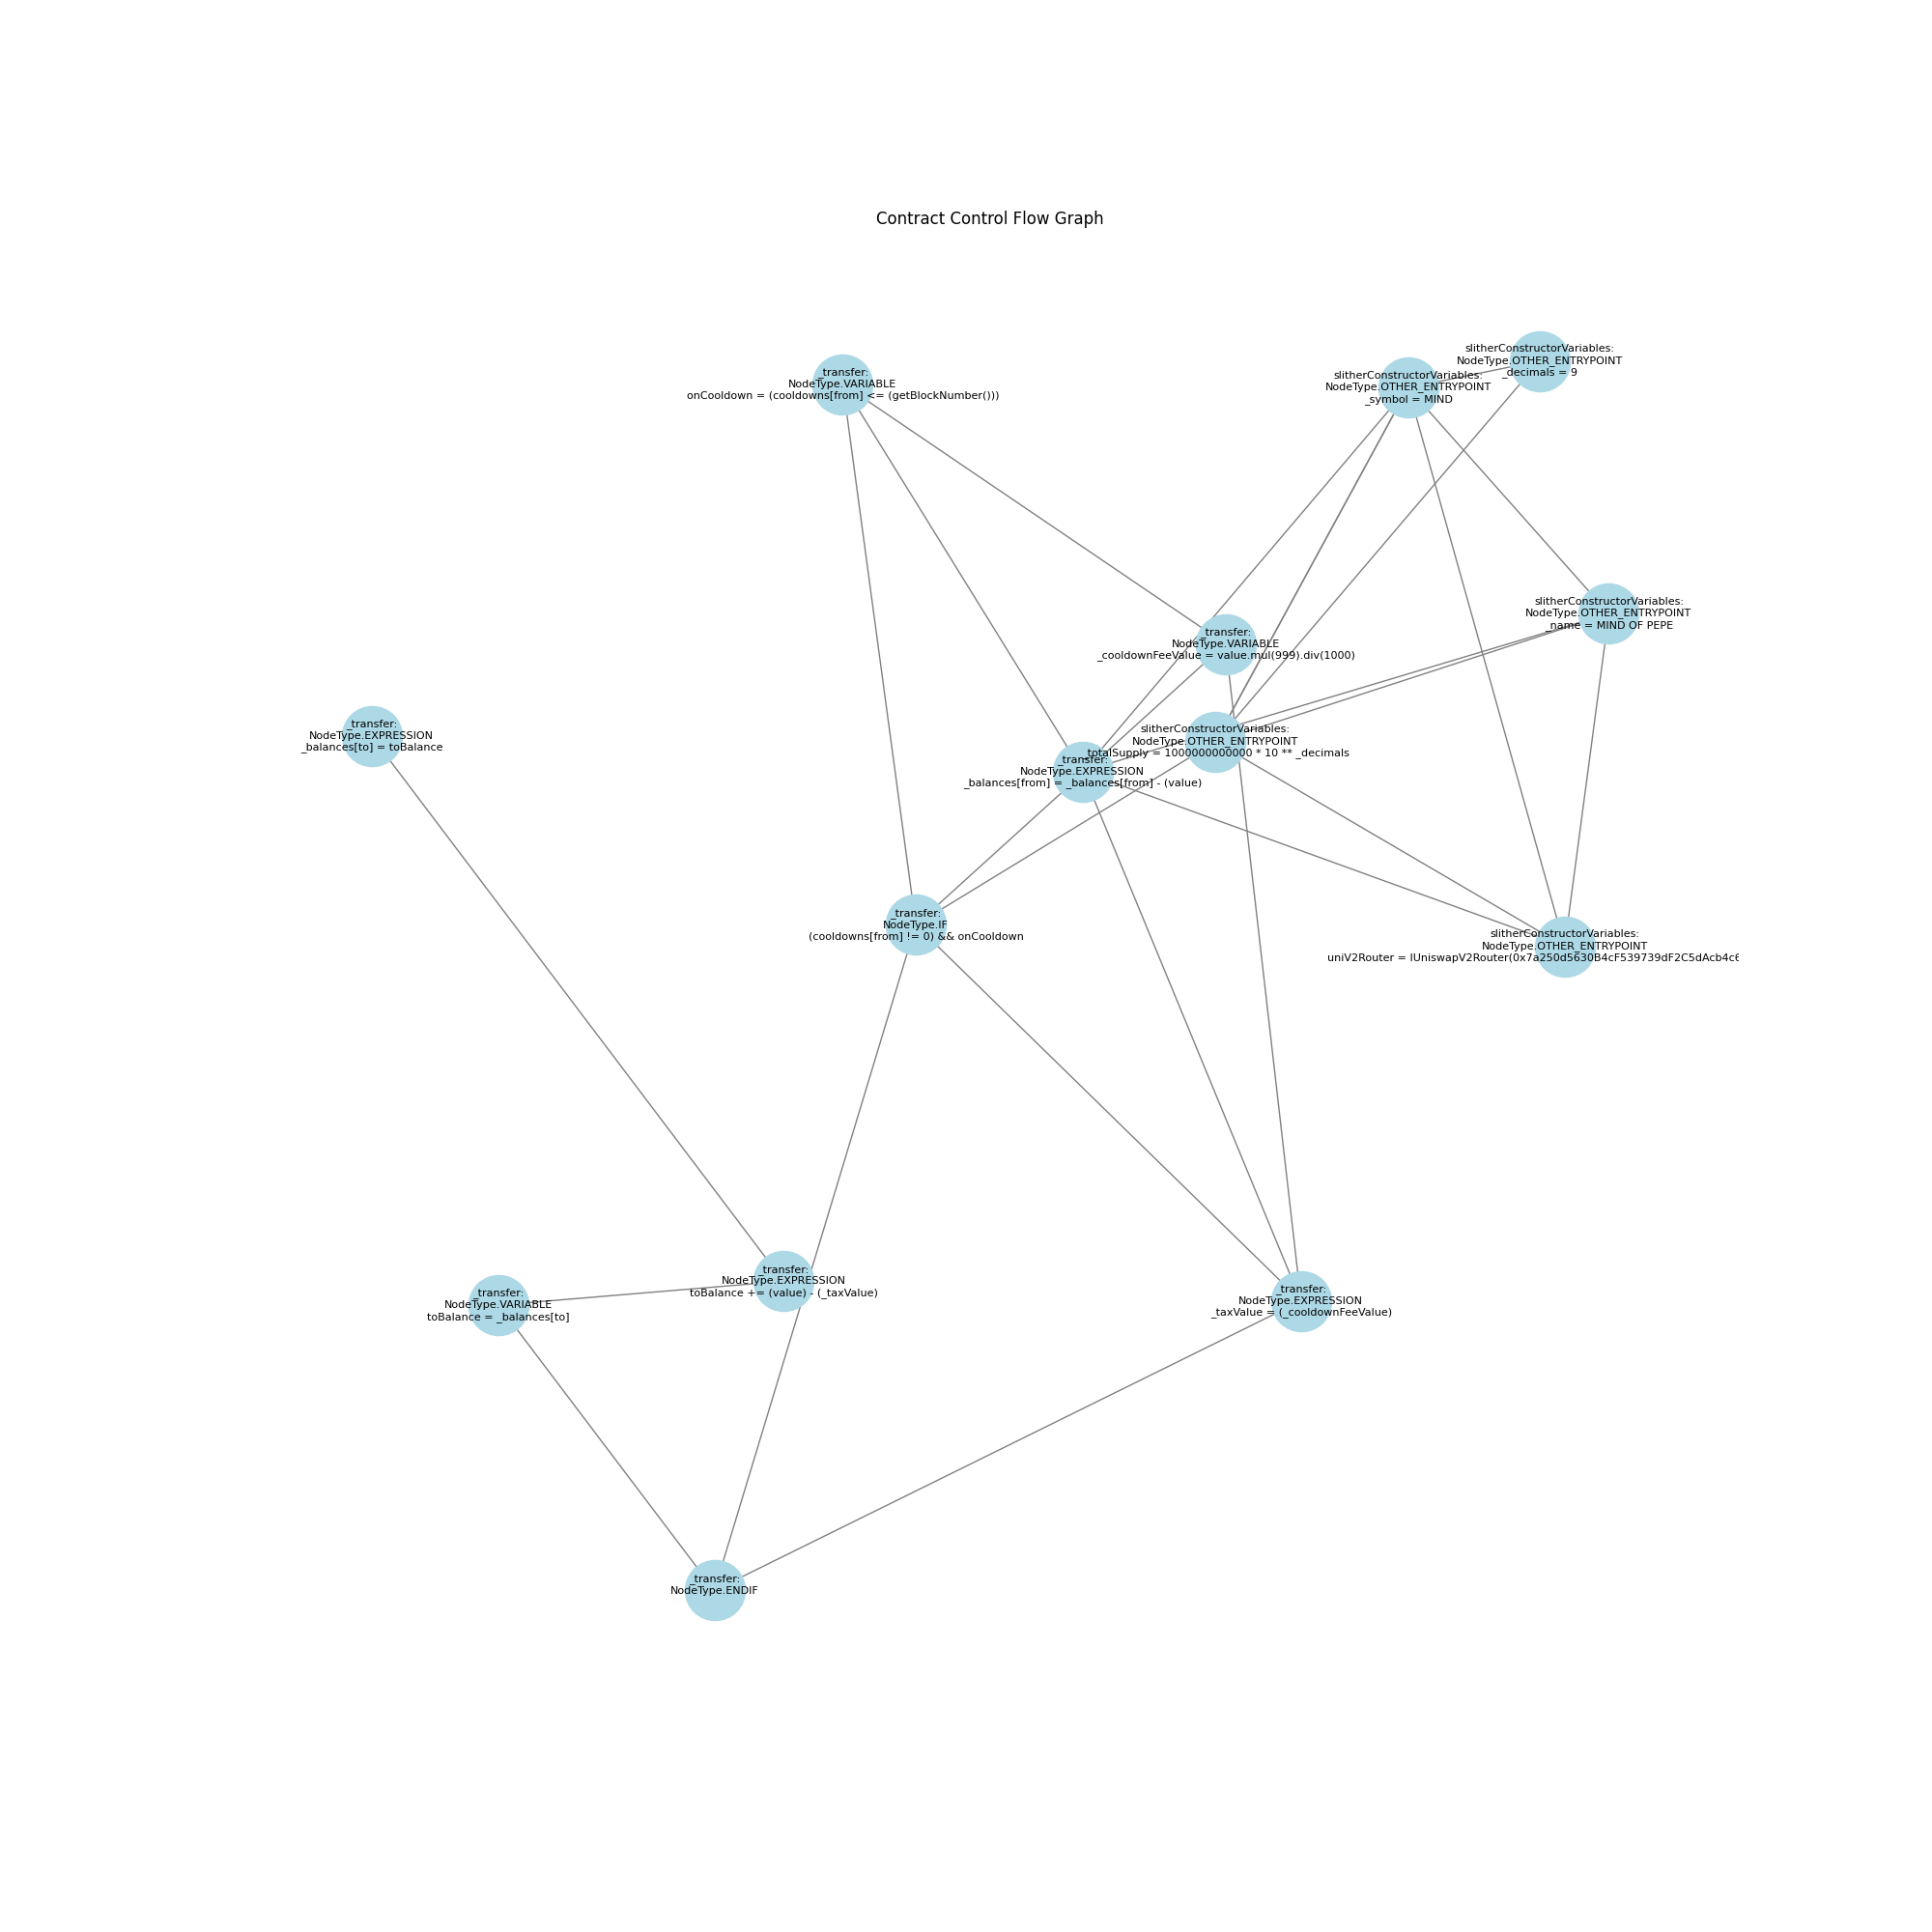 Contract Control Flow Graph
slitherConstructorVariables:
NodeType.OTHER_ENTRYPOINT
_decimals = 9
_transfer:
NodeType.VARIABLE
onCooldown = (cooldowns[from] <= (getBlockNumber()))
slitherConstructorVariables:
NodeType.OTHER_ENTRYPOINT
_symbol = MIND
slitherConstructorVariables:
NodeType.OTHER_ENTRYPOINT
_name = MIND OF PEPE
_transfer:
NodeType.VARIABLE
_cooldownFeeValue = value.mul(999).div(1000)
_transfer:
NodeType.EXPRESSION
_balances[to] = toBalance
slitherConstructorVariables:
NodeType.OTHER_ENTRYPOINT
_totalSupply = 1000000000000 * 10 ** _decimals
_transfer:
NodeType.EXPRESSION
_balances[from] = _balances[from] - (value)
_transfer:
NodeType.IF
(cooldowns[from] != 0) && onCooldown
slitherConstructorVariables:
NodeType.OTHER_ENTRYPOINT
uniV2Router = IUniswapV2Router(0x7a250d5630B4cF539739dF2C5dAcb4c6
_transfer:
NodeType.EXPRESSION
toBalance += (value) - (_taxValue)
_transfer:
NodeType.VARIABLE
toBalance = _balances[to]
_transfer:
NodeType.EXPRESSION
_taxValue = (_cooldownFeeValue)
_transfer:
NodeType.ENDIF